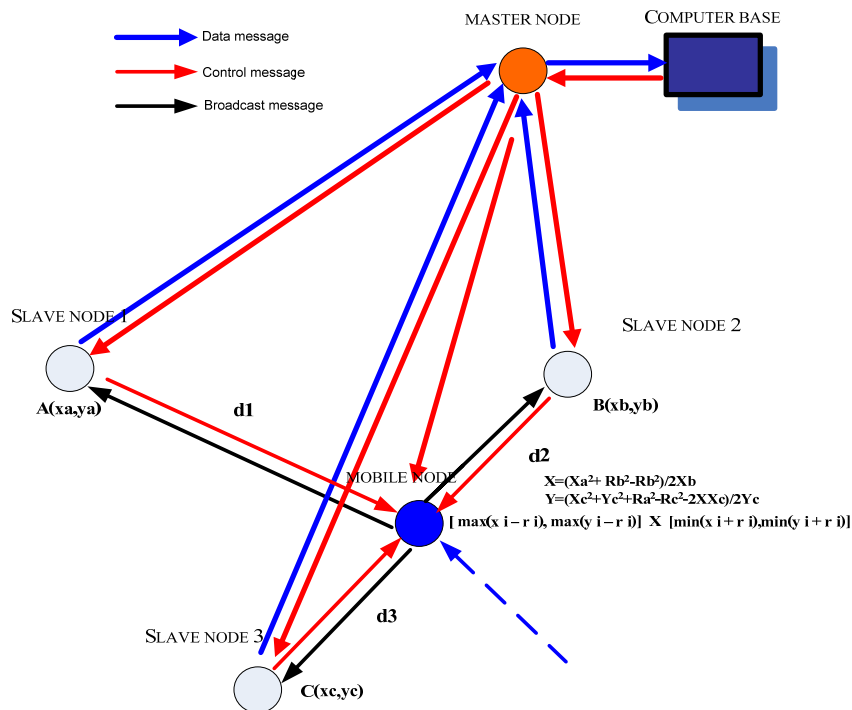 MASTER NODE
COMPUTER BASE
Data message
Control message
Broadcast message
SLAVE NODE 1
SLAVE NODE 2
A(xa,ya)
d1
B(xb,yb)
d2
MOBILE NODE
X=(Xa²+ Rb²-Rb²)/2Xb
Y=(Xc²+Yc²+Ra²-Rc²-2XXc)/2Yc
[ max(x i – r i), max(y i – r i)] X [min(x i + r i),min(y i + r i)]
d3
SLAVE NODE 3
C(xc,yc)